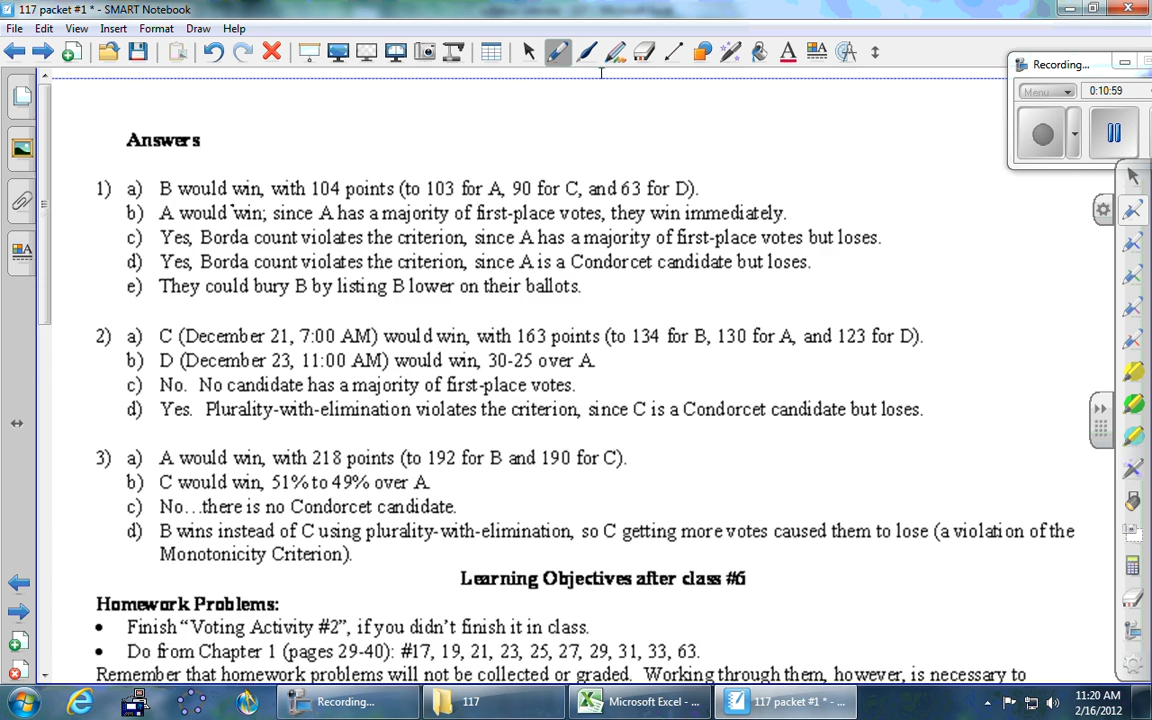 117 packet #1 * - SMART Notebook
File Edit View Insert Format Draw Help
Recording...
Menu
0:10:59
Answers
1) a) B would win, with 104 points (to 103 for A, 90 for C, and 63 for D).
b) A would win; since A has a majority of first-place votes, they win immediately.
c) Yes, Borda count violates the criterion, since A has a majority of first-place votes but loses.
d) Yes, Borda count violates the criterion, since A is a Condorcet candidate but loses.
e) They could bury B by listing B lower on their ballots.
2) a) C (December 21, 7:00 AM) would win, with 163 points (to 134 for B, 130 for A, and 123 for D).
b) D (December 23, 11:00 AM) would win, 30-25 over A.
c) No. No candidate has a majority of first-place votes.
d) Yes. Plurality-with-elimination violates the criterion, since C is a Condorcet candidate but loses.
3) a) A would win, with 218 points (to 192 for B and 190 for C).
b) C would win, 51% to 49% over A.
c) No...there is no Condorcet candidate.
d) B wins instead of C using plurality-with-elimination, so C getting more votes caused them to lose (a violation of the
Monotonicity Criterion).
Learning Objectives after class #6
Homework Problems:
• Finish “Voting Activity #2”, if you didn’t finish it in class.
• Do from Chapter 1 (pages 29-40): #17, 19, 21, 23, 25, 27, 29, 31, 33, 63.
Remember that homework problems will not be collected or graded. Working through them, however, is necessary to
Recording...
117
Microsoft Excel - ...
117 packet #1 * - ...
11:20 AM
2/16/2012